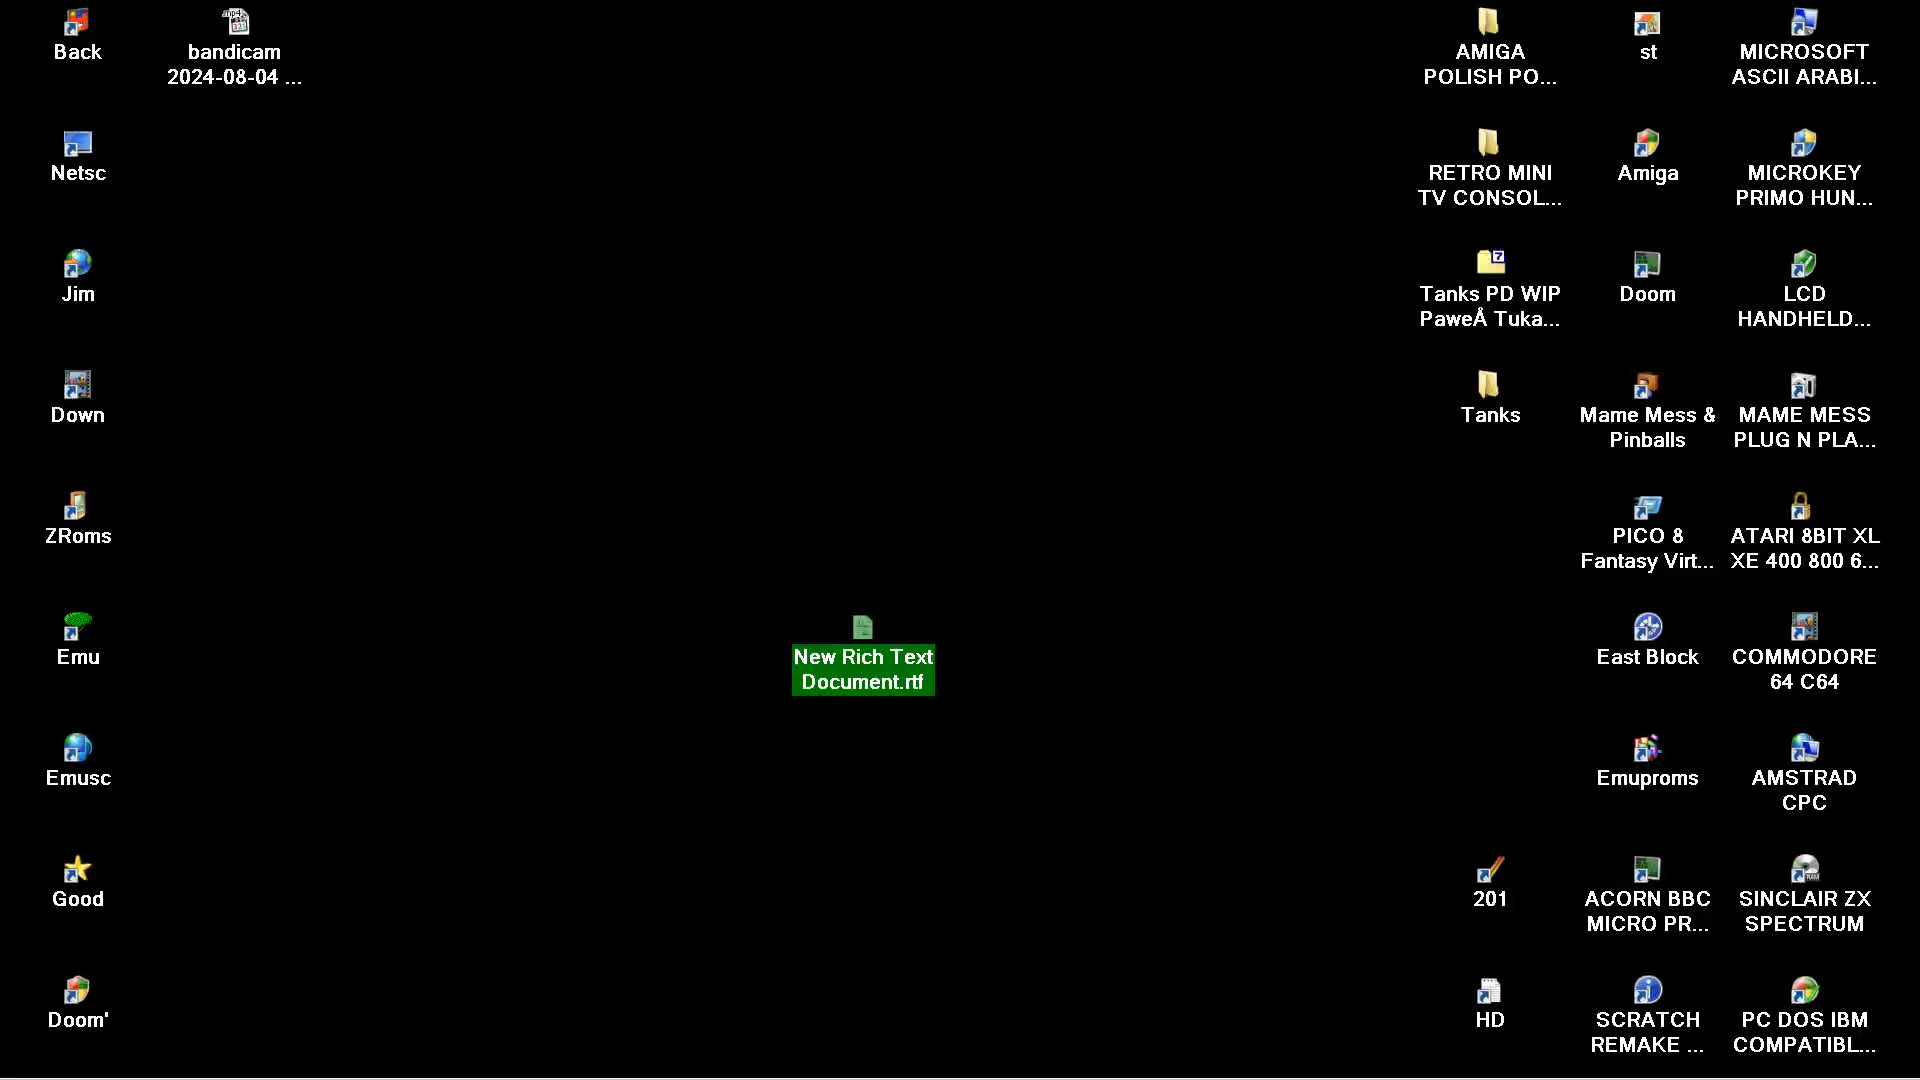 Back
bandicam
2024-08-04 ...
AMIGA
POLISH PO...
st
MICROSOFT
ASCII ARABI...
Netsc
RETRO MINI
TV CONSOL...
Amiga
MICROKEY
PRIMO HUN...
Jim
Tanks PD WIP
PaweÅ Tuka...
Doom
LCD
HANDHELD...
Down
Tanks
Mame Mess &
Pinballs
MAME MESS
PLUG N PLA...
ZRoms
PICO 8
Fantasy Virt...
ATARI 8BIT XL
XE 400 800 6...
Emu
New Rich Text
Document.rtf
East Block
COMMODORE
64 C64
Emusc
Emuproms
AMSTRAD
CPC
Good
201
ACORN BBC
MICRO PR...
SINCLAIR ZX
SPECTRUM
Doom'
HD
SCRATCH
REMAKE ...
PC DOS IBM
COMPATIBL...